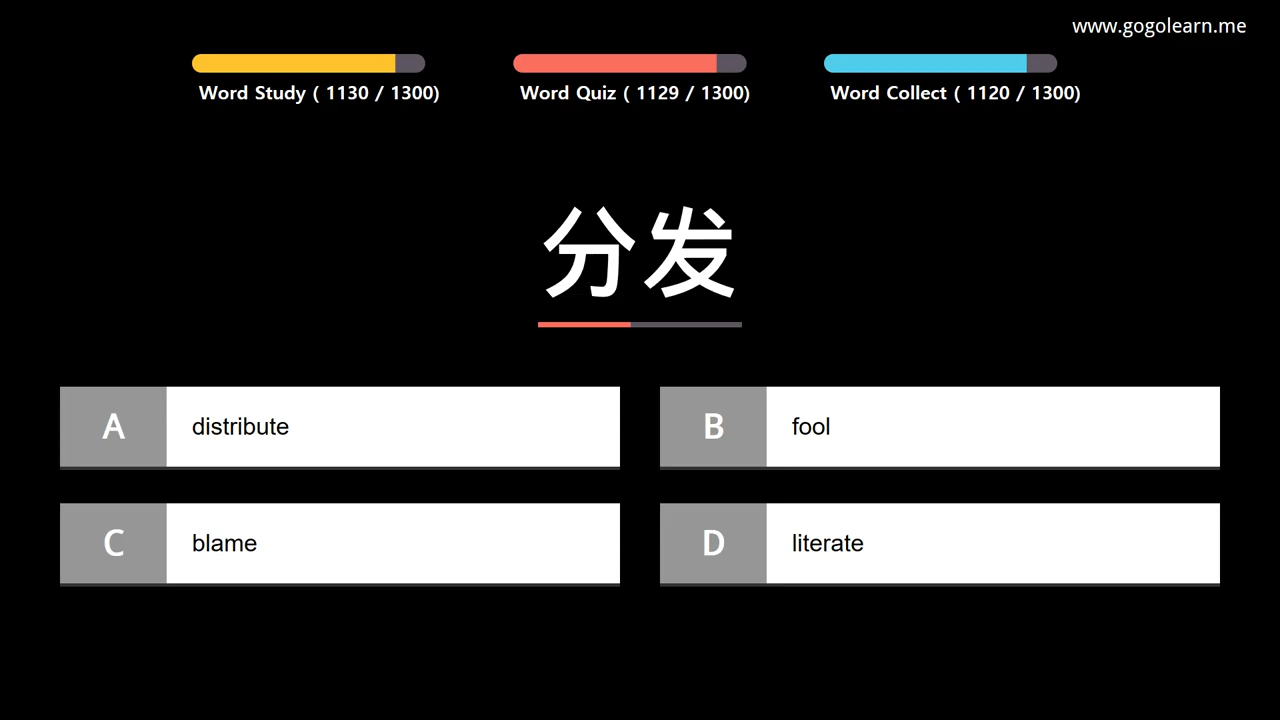 www.gogolearn.me
Word Study ( 1130 / 1300)
Word Quiz ( 1129 / 1300)
Word Collect ( 1120 / 1300)
分发
A distribute
B fool
C blame
D literate